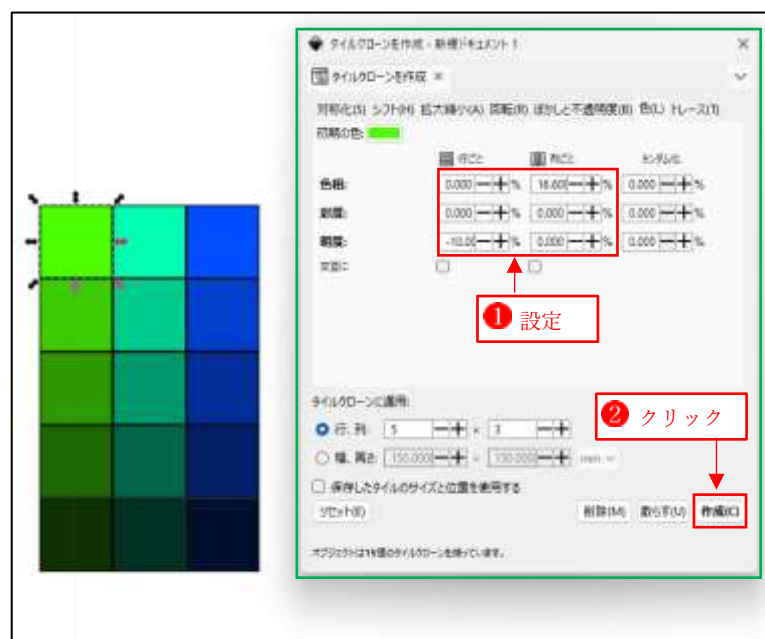 タイルクローンを作成 - 新規ドキュメント 1
タイルクローンを作成
対称化(S) シフト(H) 拡大縮小(A) 回転(R) ぼかしと不透明度(B) 色(L) トレース(T)
初期の色:
行ごと 列ごと ランダム化
色相: 0.000 % 16.600 % 0.000 %
彩度: 0.000 % 0.000 % 0.000 %
明度: -10.00 % 0.000 % 0.000 %
交互に
1 設定
タイルクローンに適用:
2 クリック
行、列: 5 × 3
幅、高さ: 150.000 × 150.000 mm
保存したタイルのサイズと位置を使用する
リセット(E) 削除(M) 散らす(U) 作成(C)
オブジェクトは15個のタイルクローンを持っています。